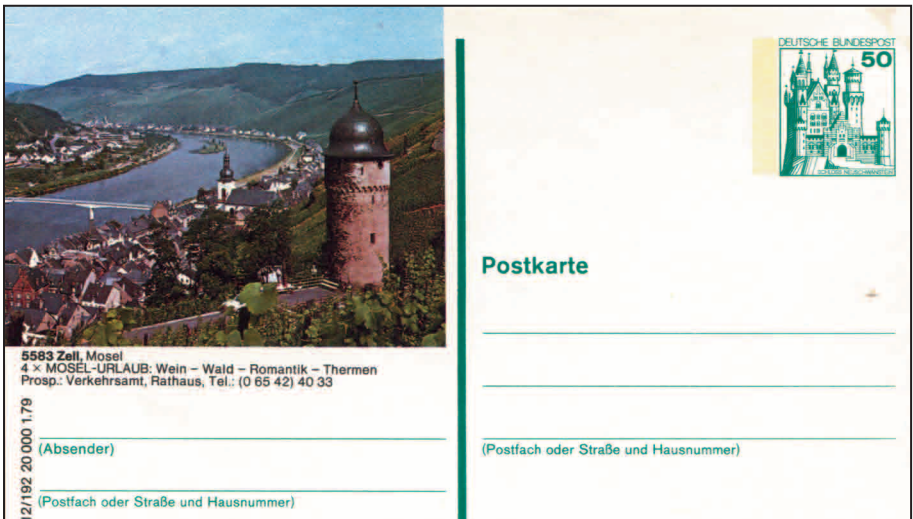 DEUTSCHE BUNDESPOST
50
SCHLOSS NEUSCHWANSTEIN
Postkarte
5583 Zell, Mosel
4 × MOSEL-URLAUB: Wein – Wald – Romantik – Thermen
Prosp.: Verkehrsamt, Rathaus, Tel.: (0 65 42) 40 33
12/192 20 000 1.79
(Absender)
(Postfach oder Straße und Hausnummer)
(Postfach oder Straße und Hausnummer)